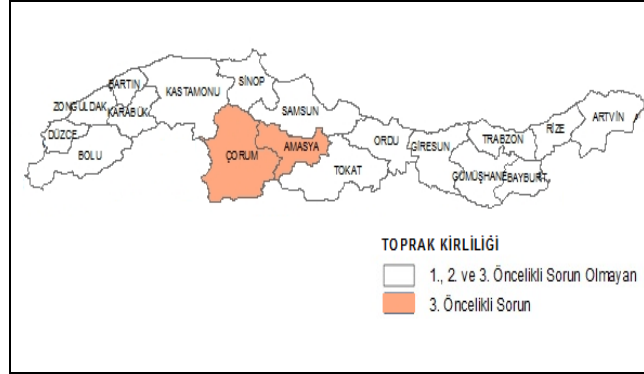 SİNOP
BARTIN
KASTAMONU
ZONGULDAK
KARABÜK
SAMSUN
ARTVİN
DÜZCE
RİZE
ORDU
TRABZON
GİRESUN
AMASYA
BOLU
ÇORUM
TOKAT
GÜMÜŞHANE
BAYBURT
TOPRAK KİRLİLİĞİ
1., 2. ve 3. Öncelikli Sorun Olmayan
3. Öncelikli Sorun